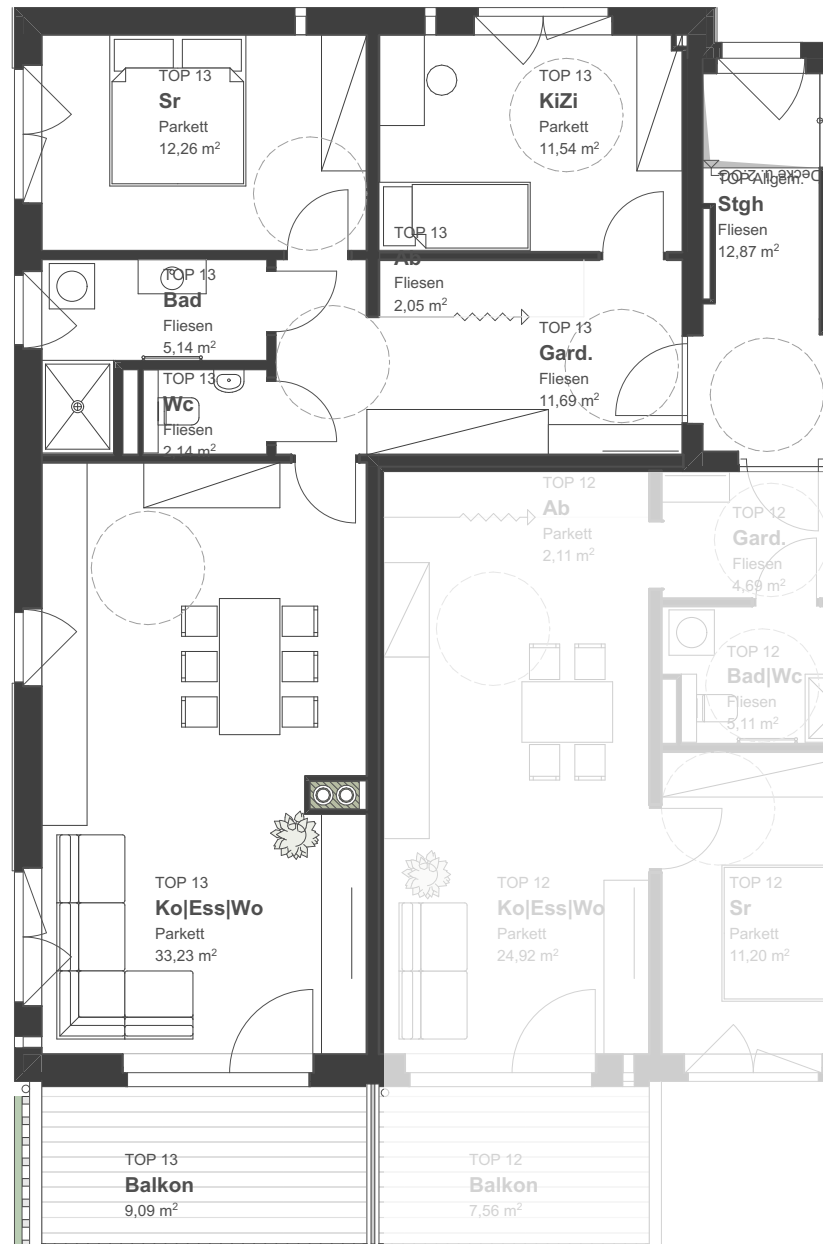 TOP 13
Sr
Parkett
12,26 m²
TOP 13
KiZi
Parkett
11,54 m²
Decke ü. 2.OG
TOP Allgem.
Stgh
Fliesen
12,87 m²
TOP 13
Ab
Fliesen
2,05 m²
TOP 13
Bad
Fliesen
5,14 m²
TOP 13
Gard.
Fliesen
11,69 m²
TOP 13
Wc
Fliesen
2,14 m²
TOP 12
Ab
Parkett
2,11 m²
TOP 12
Gard.
Fliesen
4,69 m²
TOP 12
Bad|Wc
Fliesen
5,11 m²
TOP 13
Ko|Ess|Wo
Parkett
33,23 m²
TOP 12
Ko|Ess|Wo
Parkett
24,92 m²
TOP 12
Sr
Parkett
11,20 m²
TOP 13
Balkon
9,09 m²
TOP 12
Balkon
7,56 m²